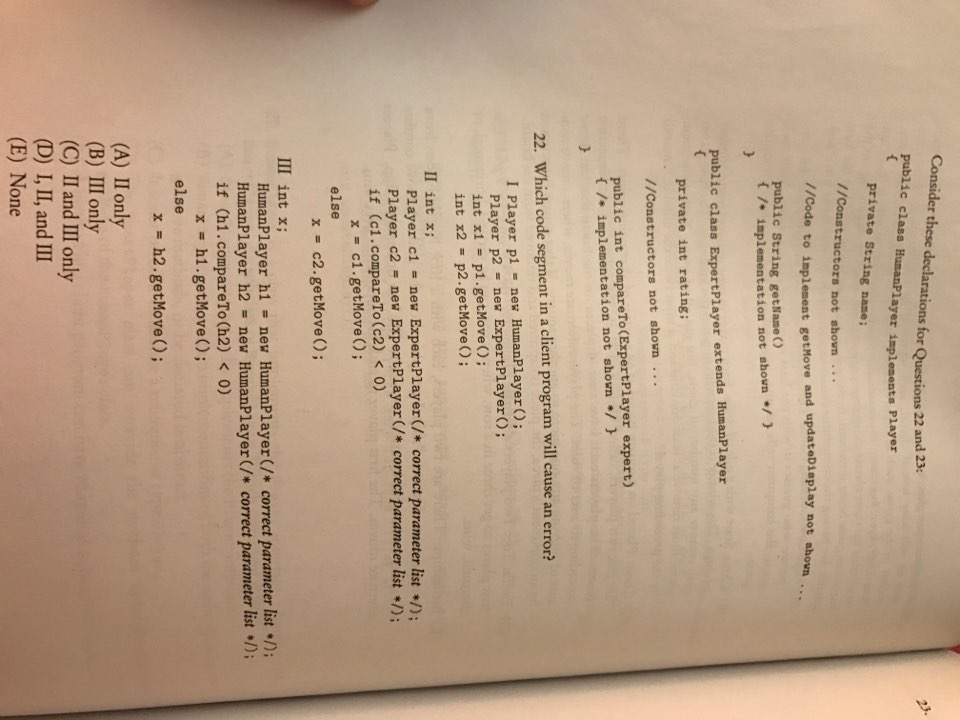 Consider these declarations for Questions 22 and 23:
public class HumanPlayer implements Player
{
private String name;
//Constructors not shown ...
//Code to implement getMove and updateDisplay not shown ...
public String getName()
{ /* implementation not shown */ }
}
public class ExpertPlayer extends HumanPlayer
{
private int rating;
//Constructors not shown ...
public int compareTo(ExpertPlayer expert)
{ /* implementation not shown */ }
}
22. Which code segment in a client program will cause an error?
I Player p1 = new HumanPlayer();
Player p2 = new ExpertPlayer();
int x1 = p1.getMove();
int x2 = p2.getMove();
II int x;
Player c1 = new ExpertPlayer(/* correct parameter list */);
Player c2 = new ExpertPlayer(/* correct parameter list */);
if (c1.compareTo(c2) < 0)
x = c1.getMove();
else
x = c2.getMove();
III int x;
HumanPlayer h1 = new HumanPlayer(/* correct parameter list */);
HumanPlayer h2 = new HumanPlayer(/* correct parameter list */);
if (h1.compareTo(h2) < 0)
x = h1.getMove();
else
x = h2.getMove();
(A) II only
(B) III only
(C) II and III only
(D) I, II, and III
(E) None
23.